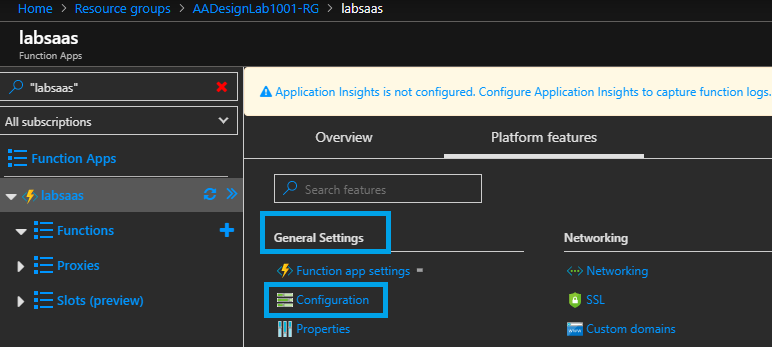 Home > Resource groups > AADesignLab1001-RG > labsaas
labsaas
Function Apps
"labsaas"
All subscriptions
Function Apps
labsaas
Functions
Proxies
Slots (preview)
Application Insights is not configured. Configure Application Insights to capture function logs.
Overview
Platform features
Search features
General Settings
Function app settings
Configuration
Properties
Networking
Networking
SSL
www
Custom domains